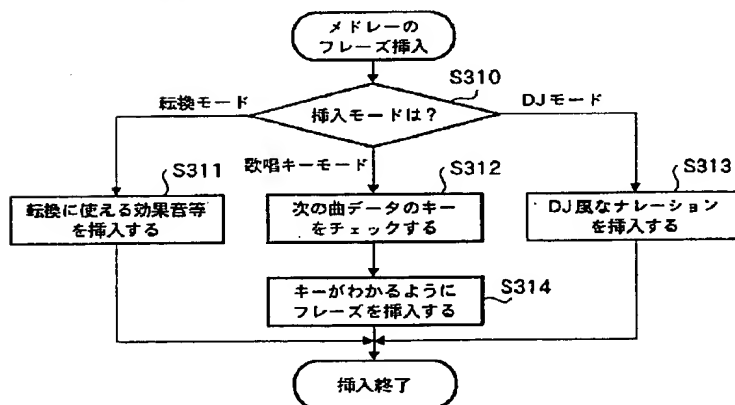 メドレーの
フレーズ挿入
S310
転換モード
挿入モードは?
DJモード
歌唱キーモード
S311
S312
S313
転換に使える効果音等
を挿入する
次の曲データのキー
をチェックする
DJ風なナレーション
を挿入する
S314
キーがわかるように
フレーズを挿入する
挿入終了